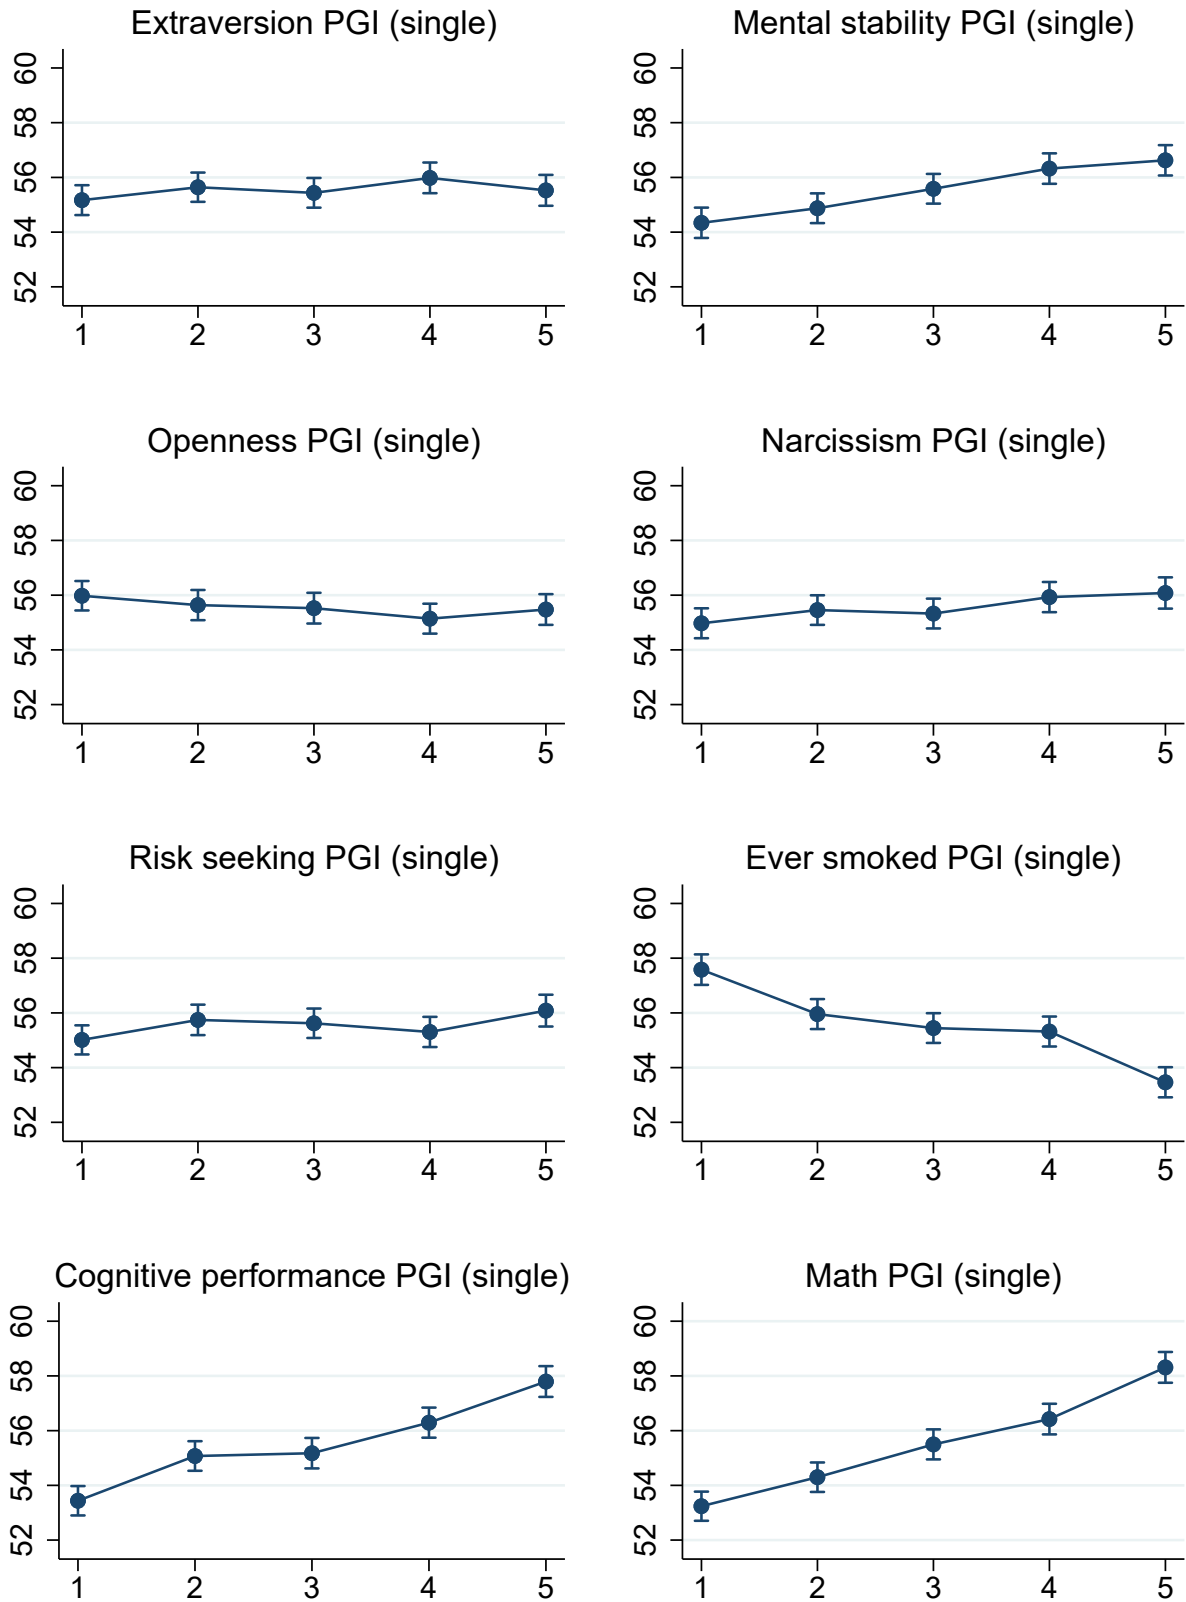 Extraversion PGI (single)
60
58
56
54
52
1 2 3 4 5
Mental stability PGI (single)
60
58
56
54
52
1 2 3 4 5
Openness PGI (single)
60
58
56
54
52
1 2 3 4 5
Narcissism PGI (single)
60
58
56
54
52
1 2 3 4 5
Risk seeking PGI (single)
60
58
56
54
52
1 2 3 4 5
Ever smoked PGI (single)
60
58
56
54
52
1 2 3 4 5
Cognitive performance PGI (single)
60
58
56
54
52
1 2 3 4 5
Math PGI (single)
60
58
56
54
52
1 2 3 4 5